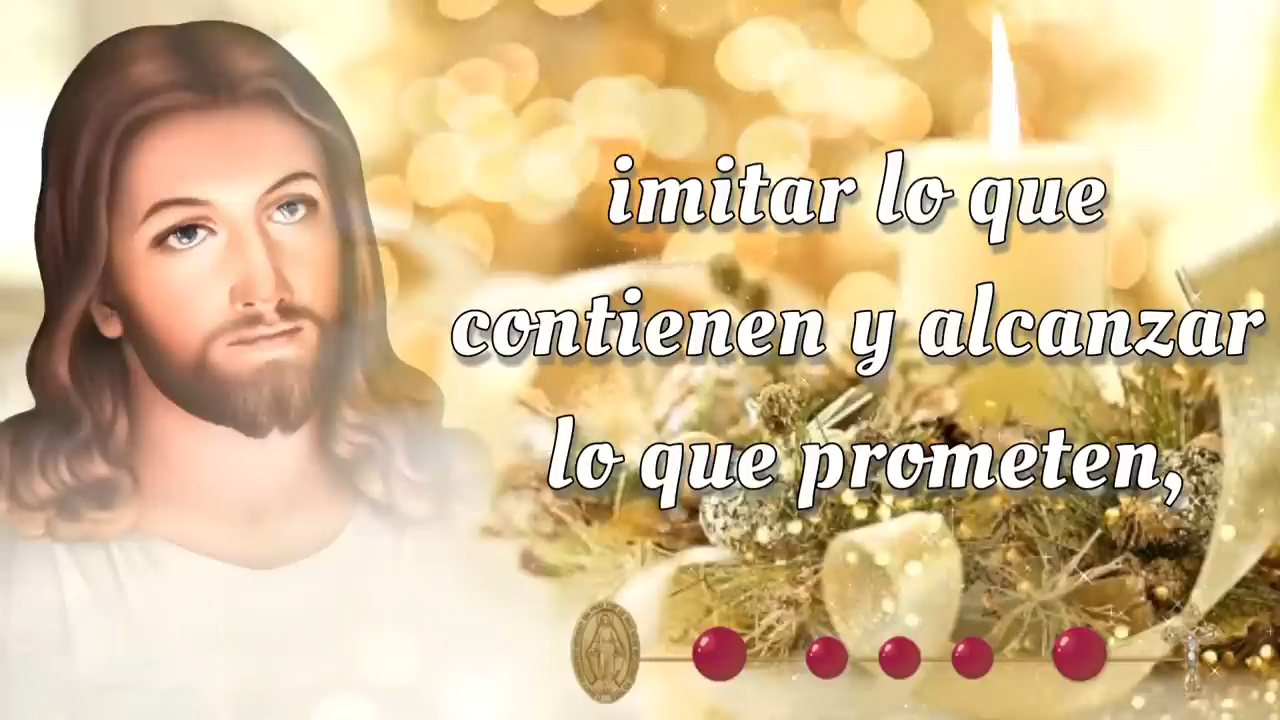 imitar lo que
contienen y alcanzar
lo que prometen,